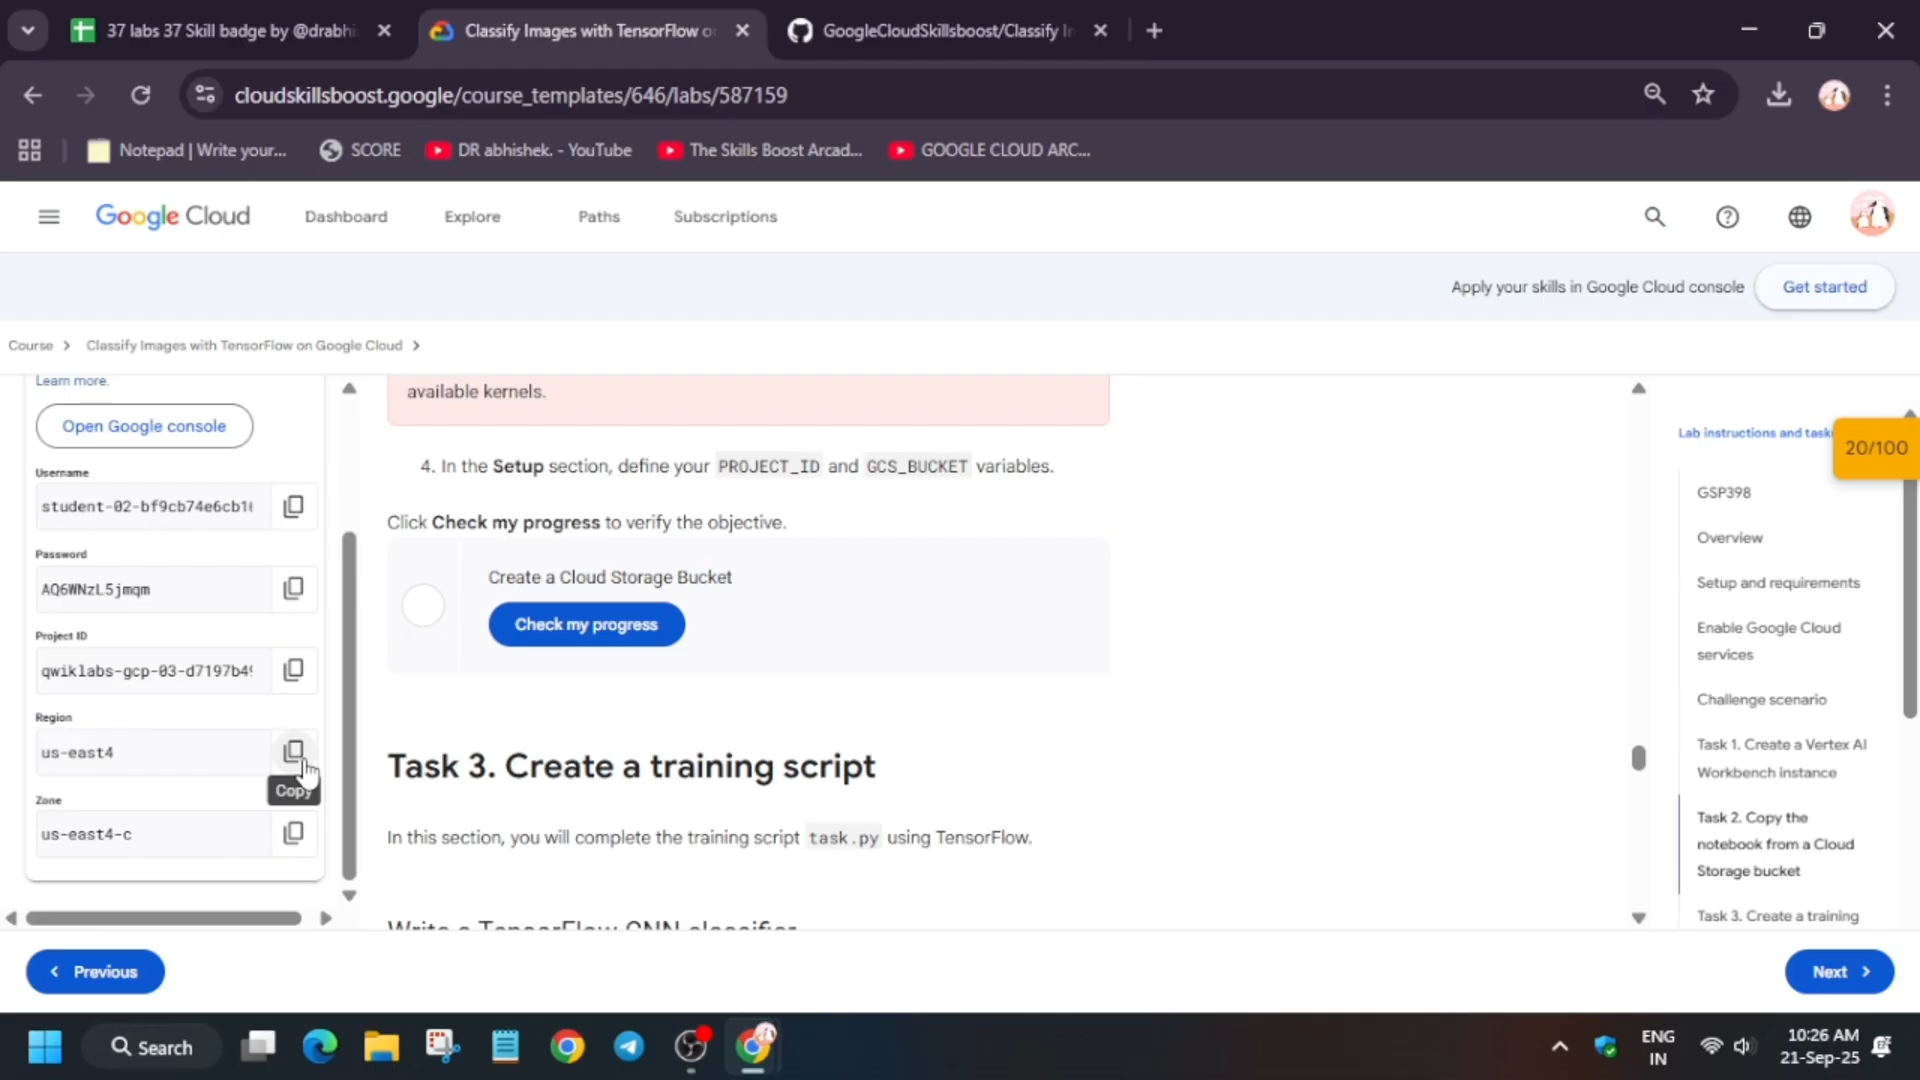 37 labs 37 Skill badge by @drabhi
Classify Images with TensorFlow o
GoogleCloudSkillsboost/Classify I
cloudskillsboost.google/course_templates/646/labs/587159
Notepad | Write your...
SCORE
DR abhishek. - YouTube
The Skills Boost Arcad...
GOOGLE CLOUD ARC...
Google Cloud
Dashboard
Explore
Paths
Subscriptions
Apply your skills in Google Cloud console
Get started
Course > Classify Images with TensorFlow on Google Cloud >
Learn more.
Open Google console
Username
student-02-bf9cb74e6cb1
Password
AQ6WNzL5jmqm
Project ID
qwiklabs-gcp-03-d7197b4
Region
us-east4
Copy
Zone
us-east4-c
available kernels.
4. In the Setup section, define your PROJECT_ID and GCS_BUCKET variables.
Click Check my progress to verify the objective.
Create a Cloud Storage Bucket
Check my progress
Task 3. Create a training script
In this section, you will complete the training script task.py using TensorFlow.
Write a TensorFlow CNN classifier
Lab instructions and task
20/100
GSP398
Overview
Setup and requirements
Enable Google Cloud
services
Challenge scenario
Task 1. Create a Vertex AI
Workbench instance
Task 2. Copy the
notebook from a Cloud
Storage bucket
Task 3. Create a training
Previous
Next
Search
ENG
IN
10:26 AM
21-Sep-25